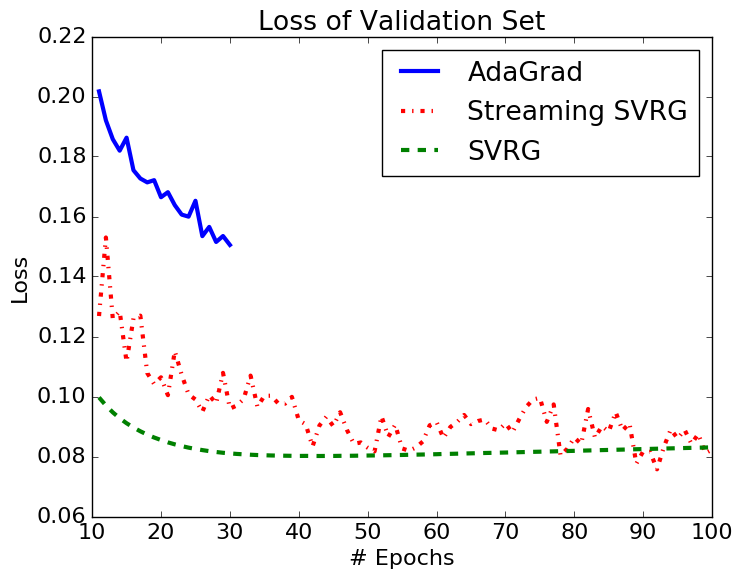 Loss of Validation Set
0.22
0.20
0.18
0.16
0.14
0.12
0.10
0.08
0.06
Loss
AdaGrad
Streaming SVRG
SVRG
10 20 30 40 50 60 70 80 90 100
# Epochs